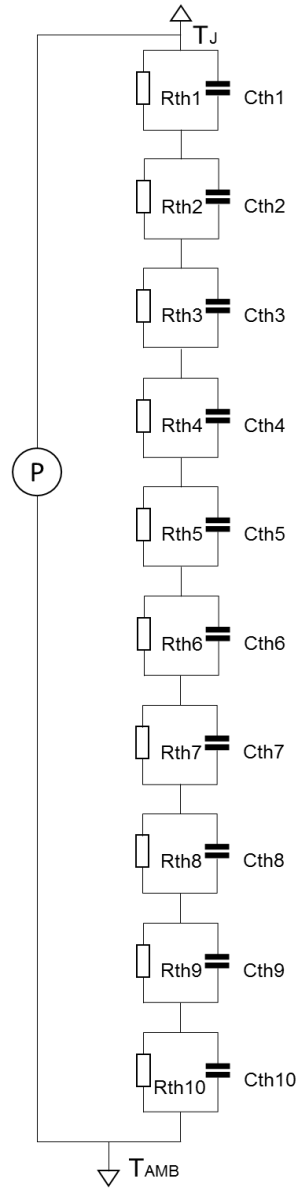 TJ
Rth1 Cth1
Rth2 Cth2
Rth3 Cth3
Rth4 Cth4
P
Rth5 Cth5
Rth6 Cth6
Rth7 Cth7
Rth8 Cth8
Rth9 Cth9
Rth10 Cth10
TAMB